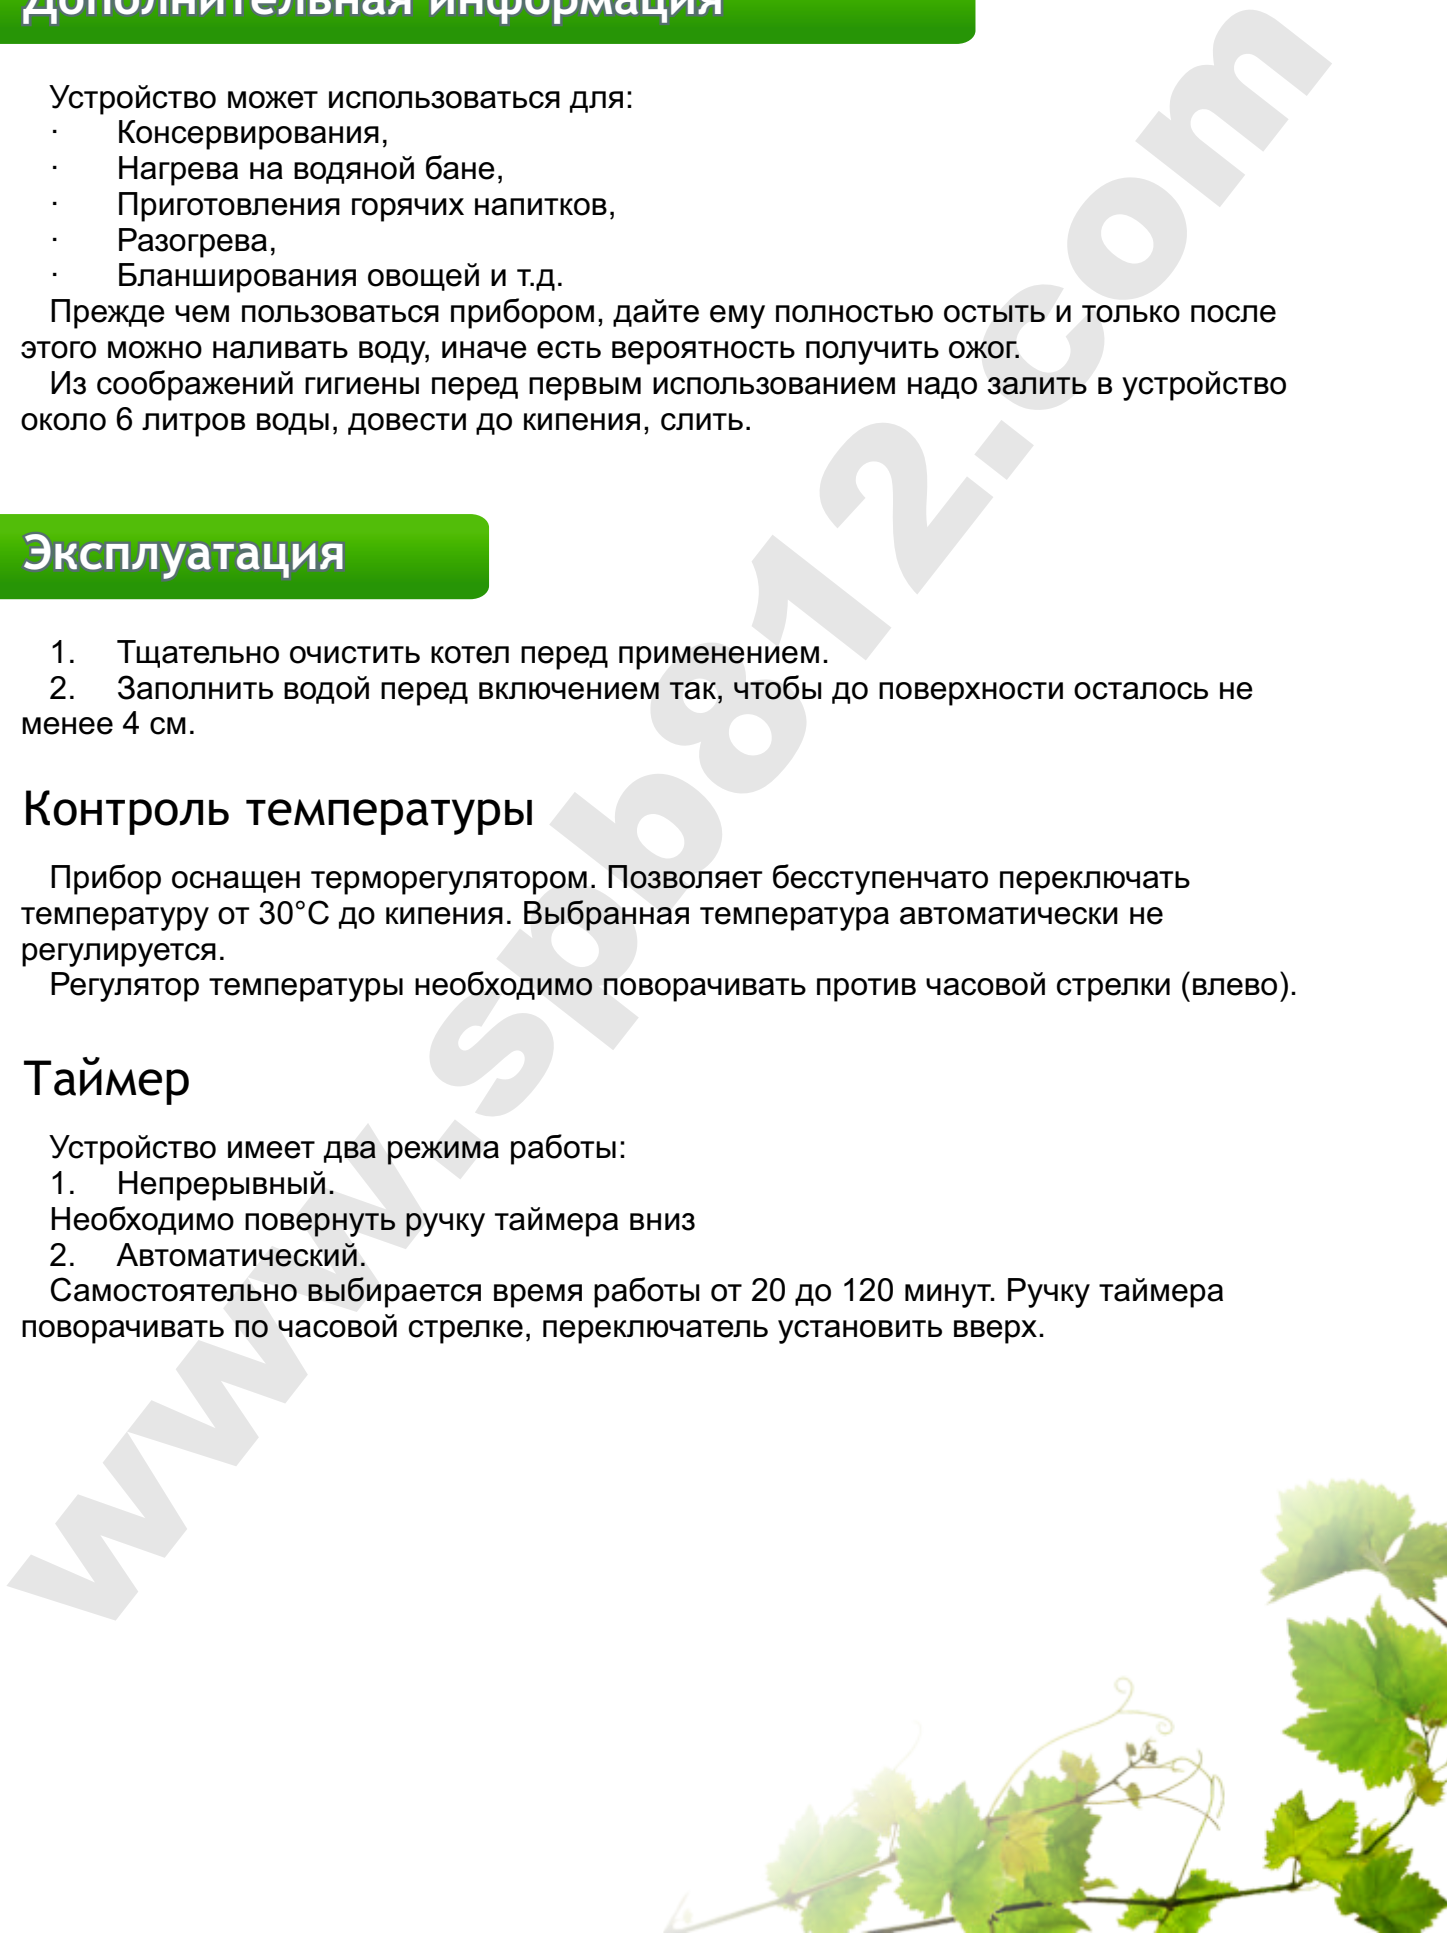 Дополнительная информация
Устройство может использоваться для:
· Консервирования,
· Нагрева на водяной бане,
· Приготовления горячих напитков,
· Разогрева,
· Бланширования овощей и т.д.
Прежде чем пользоваться прибором, дайте ему полностью остыть и только после
этого можно наливать воду, иначе есть вероятность получить ожог.
Из соображений гигиены перед первым использованием надо залить в устройство
около 6 литров воды, довести до кипения, слить.
Эксплуатация
1. Тщательно очистить котел перед применением.
2. Заполнить водой перед включением так, чтобы до поверхности осталось не
менее 4 см.
Контроль температуры
Прибор оснащен терморегулятором. Позволяет бесступенчато переключать
температуру от 30°C до кипения. Выбранная температура автоматически не
регулируется.
Регулятор температуры необходимо поворачивать против часовой стрелки (влево).
Таймер
Устройство имеет два режима работы:
1. Непрерывный.
Необходимо повернуть ручку таймера вниз
2. Автоматический.
Самостоятельно выбирается время работы от 20 до 120 минут. Ручку таймера
поворачивать по часовой стрелке, переключатель установить вверх.
www.spb812.com